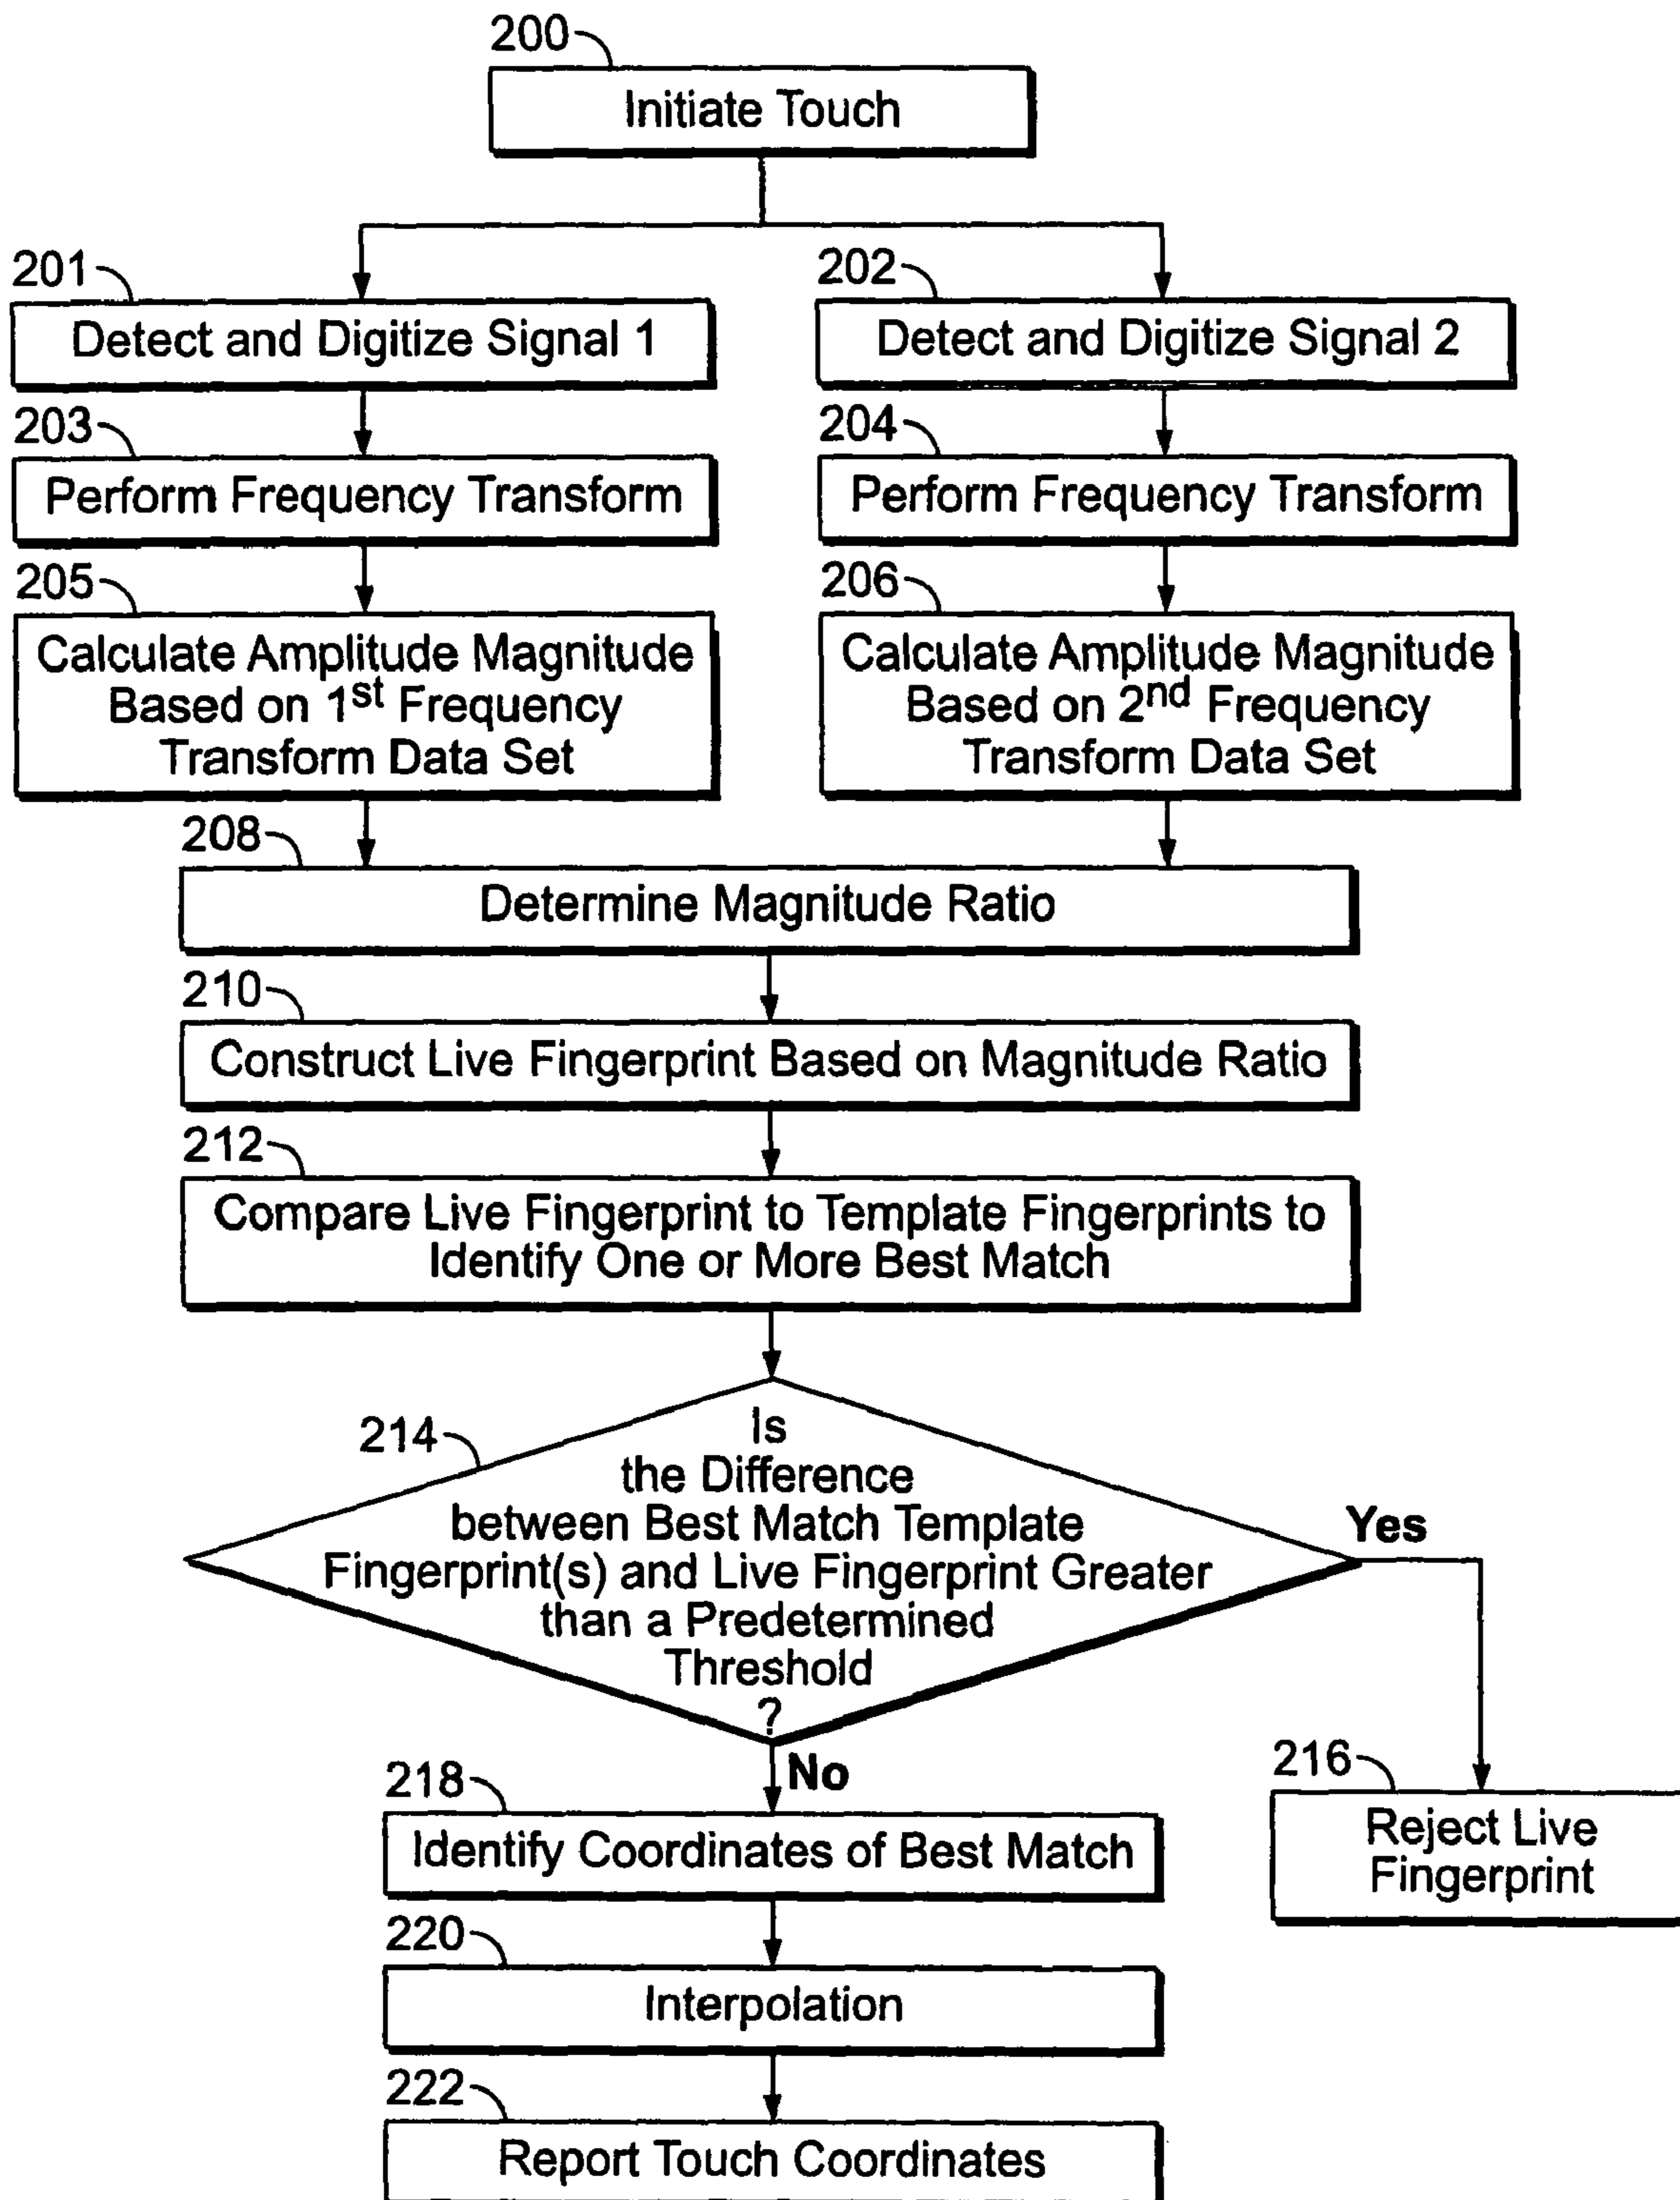 200
Initiate Touch
201
202
Detect and Digitize Signal 1
Detect and Digitize Signal 2
203
204
Perform Frequency Transform
Perform Frequency Transform
205
206
Calculate Amplitude Magnitude
Based on 1st Frequency
Transform Data Set
Calculate Amplitude Magnitude
Based on 2nd Frequency
Transform Data Set
208
Determine Magnitude Ratio
210
Construct Live Fingerprint Based on Magnitude Ratio
212
Compare Live Fingerprint to Template Fingerprints to
Identify One or More Best Match
214
Is
the Difference
between Best Match Template
Fingerprint(s) and Live Fingerprint Greater
than a Predetermined
Threshold
?
Yes
No
216
Reject Live
Fingerprint
218
Identify Coordinates of Best Match
220
Interpolation
222
Report Touch Coordinates